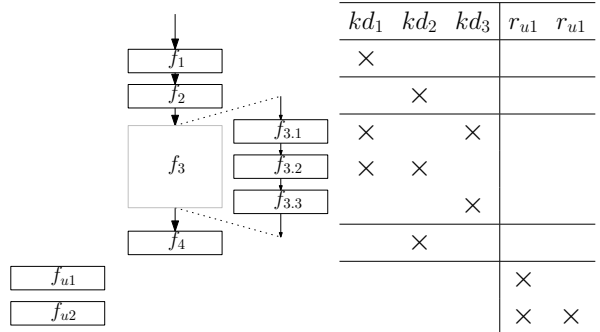 kd₁ kd₂ kd₃ rᵤ₁ rᵤ₁
f₁ ×
f₂ ×
f₃.₁ × ×
f₃ f₃.₂ × ×
f₃.₃ ×
f₄ ×
fᵤ₁ ×
fᵤ₂ × ×